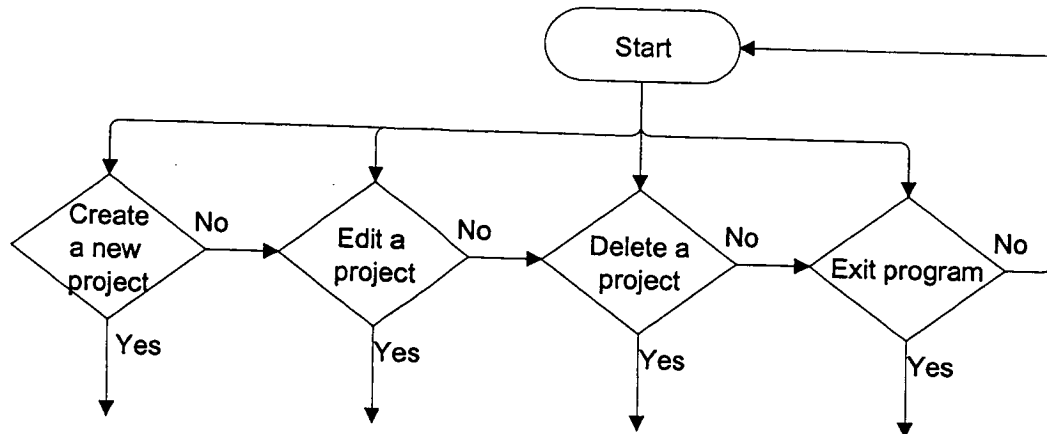 Start
Create
a new
project
No
Yes
Edit a
project
No
Yes
Delete a
project
No
Yes
Exit program
No
Yes